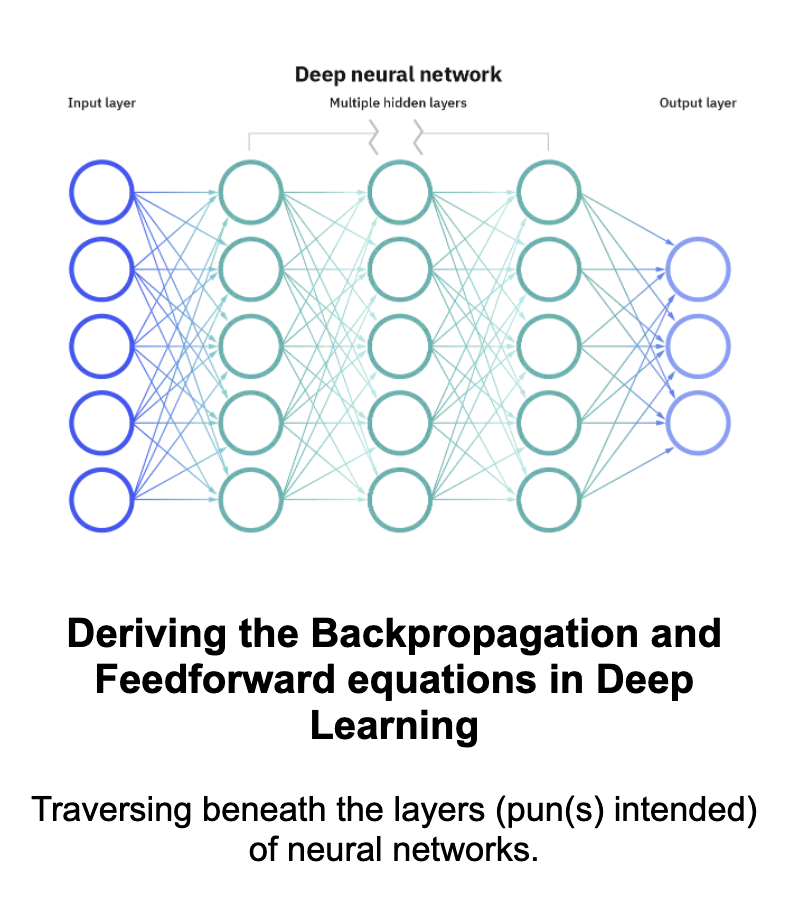 Deep neural network
Input layer
Multiple hidden layers
Output layer
Deriving the Backpropagation and
Feedforward equations in Deep
Learning
Traversing beneath the layers (pun(s) intended)
of neural networks.